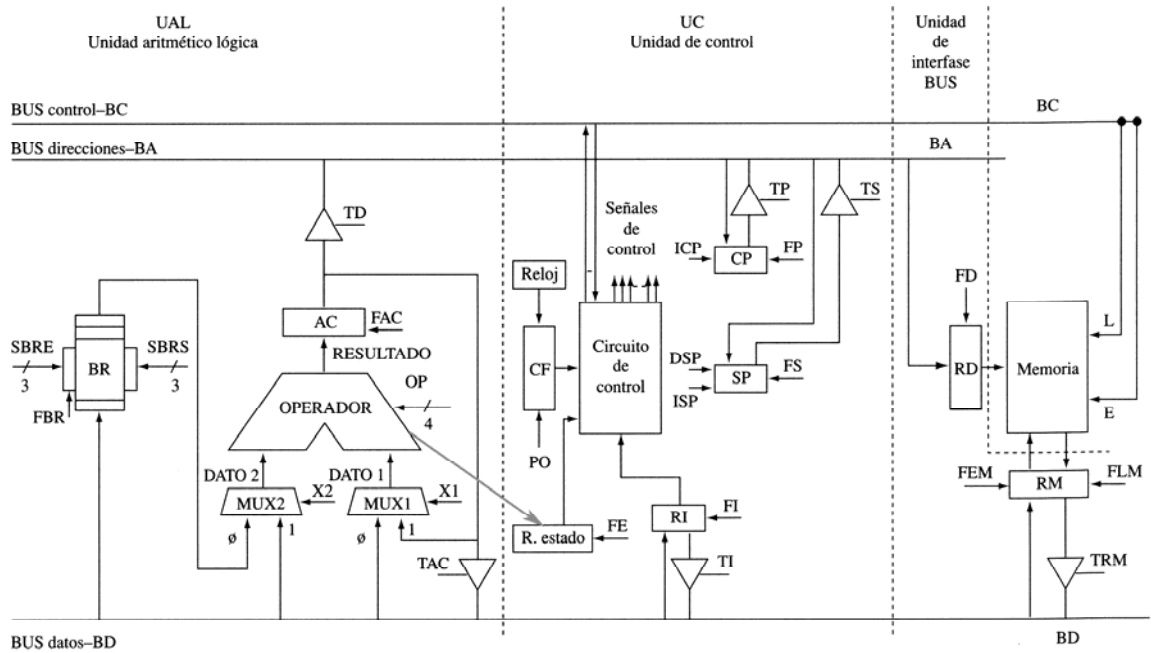 UAL
Unidad aritmético lógica
UC
Unidad de control
Unidad
de
interfase
BUS
BUS control–BC
BC
BUS direcciones–BA
BA
TD
TP
TS
Señales
de
control
ICP
CP
FP
Reloj
FD
AC
FAC
RESULTADO
SBRE
3
BR
SBRS
3
FBR
OP
4
OPERADOR
CF
Circuito
de
control
DSP
ISP
SP
FS
RD
Memoria
L
E
PO
DATO 2
DATO 1
MUX2
X2
MUX1
X1
ø
1
ø
1
R. estado
FE
RI
FI
FEM
RM
FLM
TAC
TI
TRM
BUS datos–BD
BD